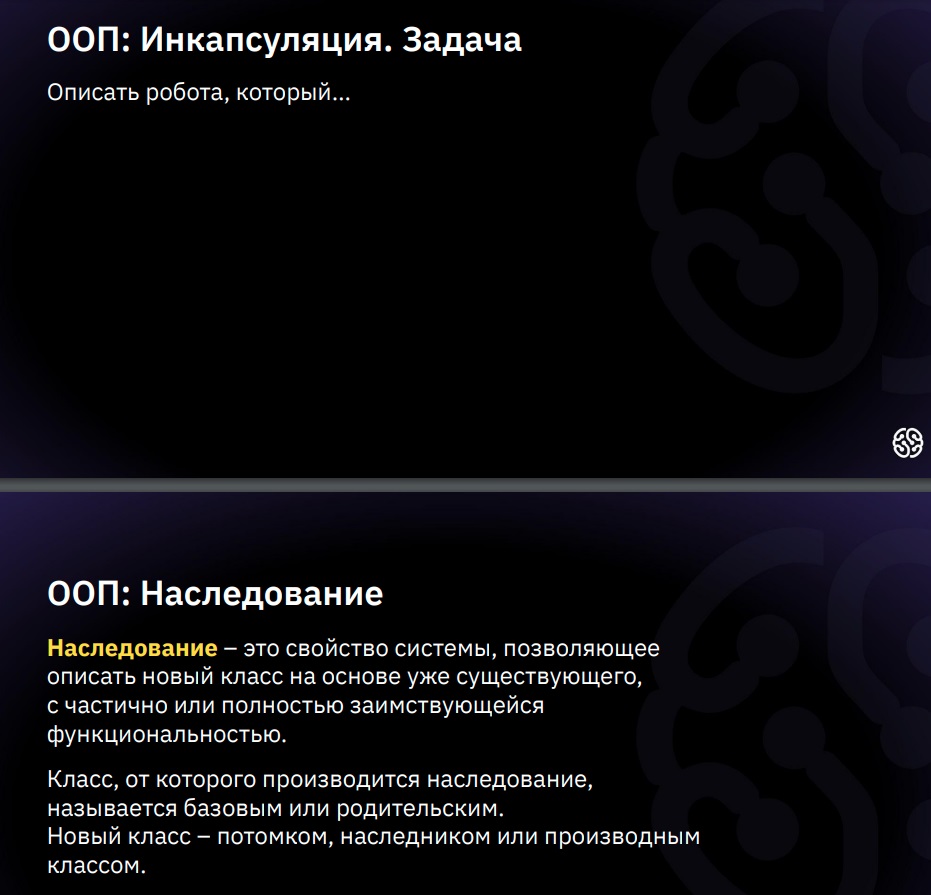 ООП: Инкапсуляция. Задача
Описать робота, который...
ООП: Наследование
Наследование – это свойство системы, позволяющее
описать новый класс на основе уже существующего,
с частично или полностью заимствующейся
функциональностью.
Класс, от которого производится наследование,
называется базовым или родительским.
Новый класс – потомком, наследником или производным
классом.